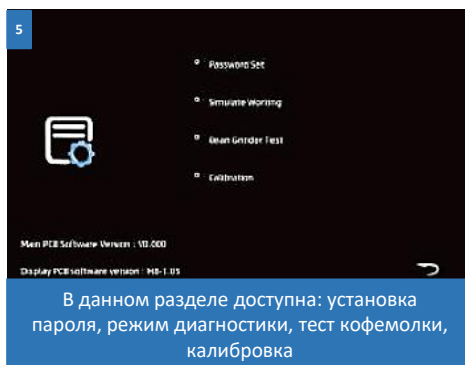 5
Password Set
Simulate Working
Bean Grinder Test
Calibration
Main PCB Software Version : V0.000
Display PCB software version : MB-1.05
В данном разделе доступна: установка
пароля, режим диагностики, тест кофемолки,
калибровка